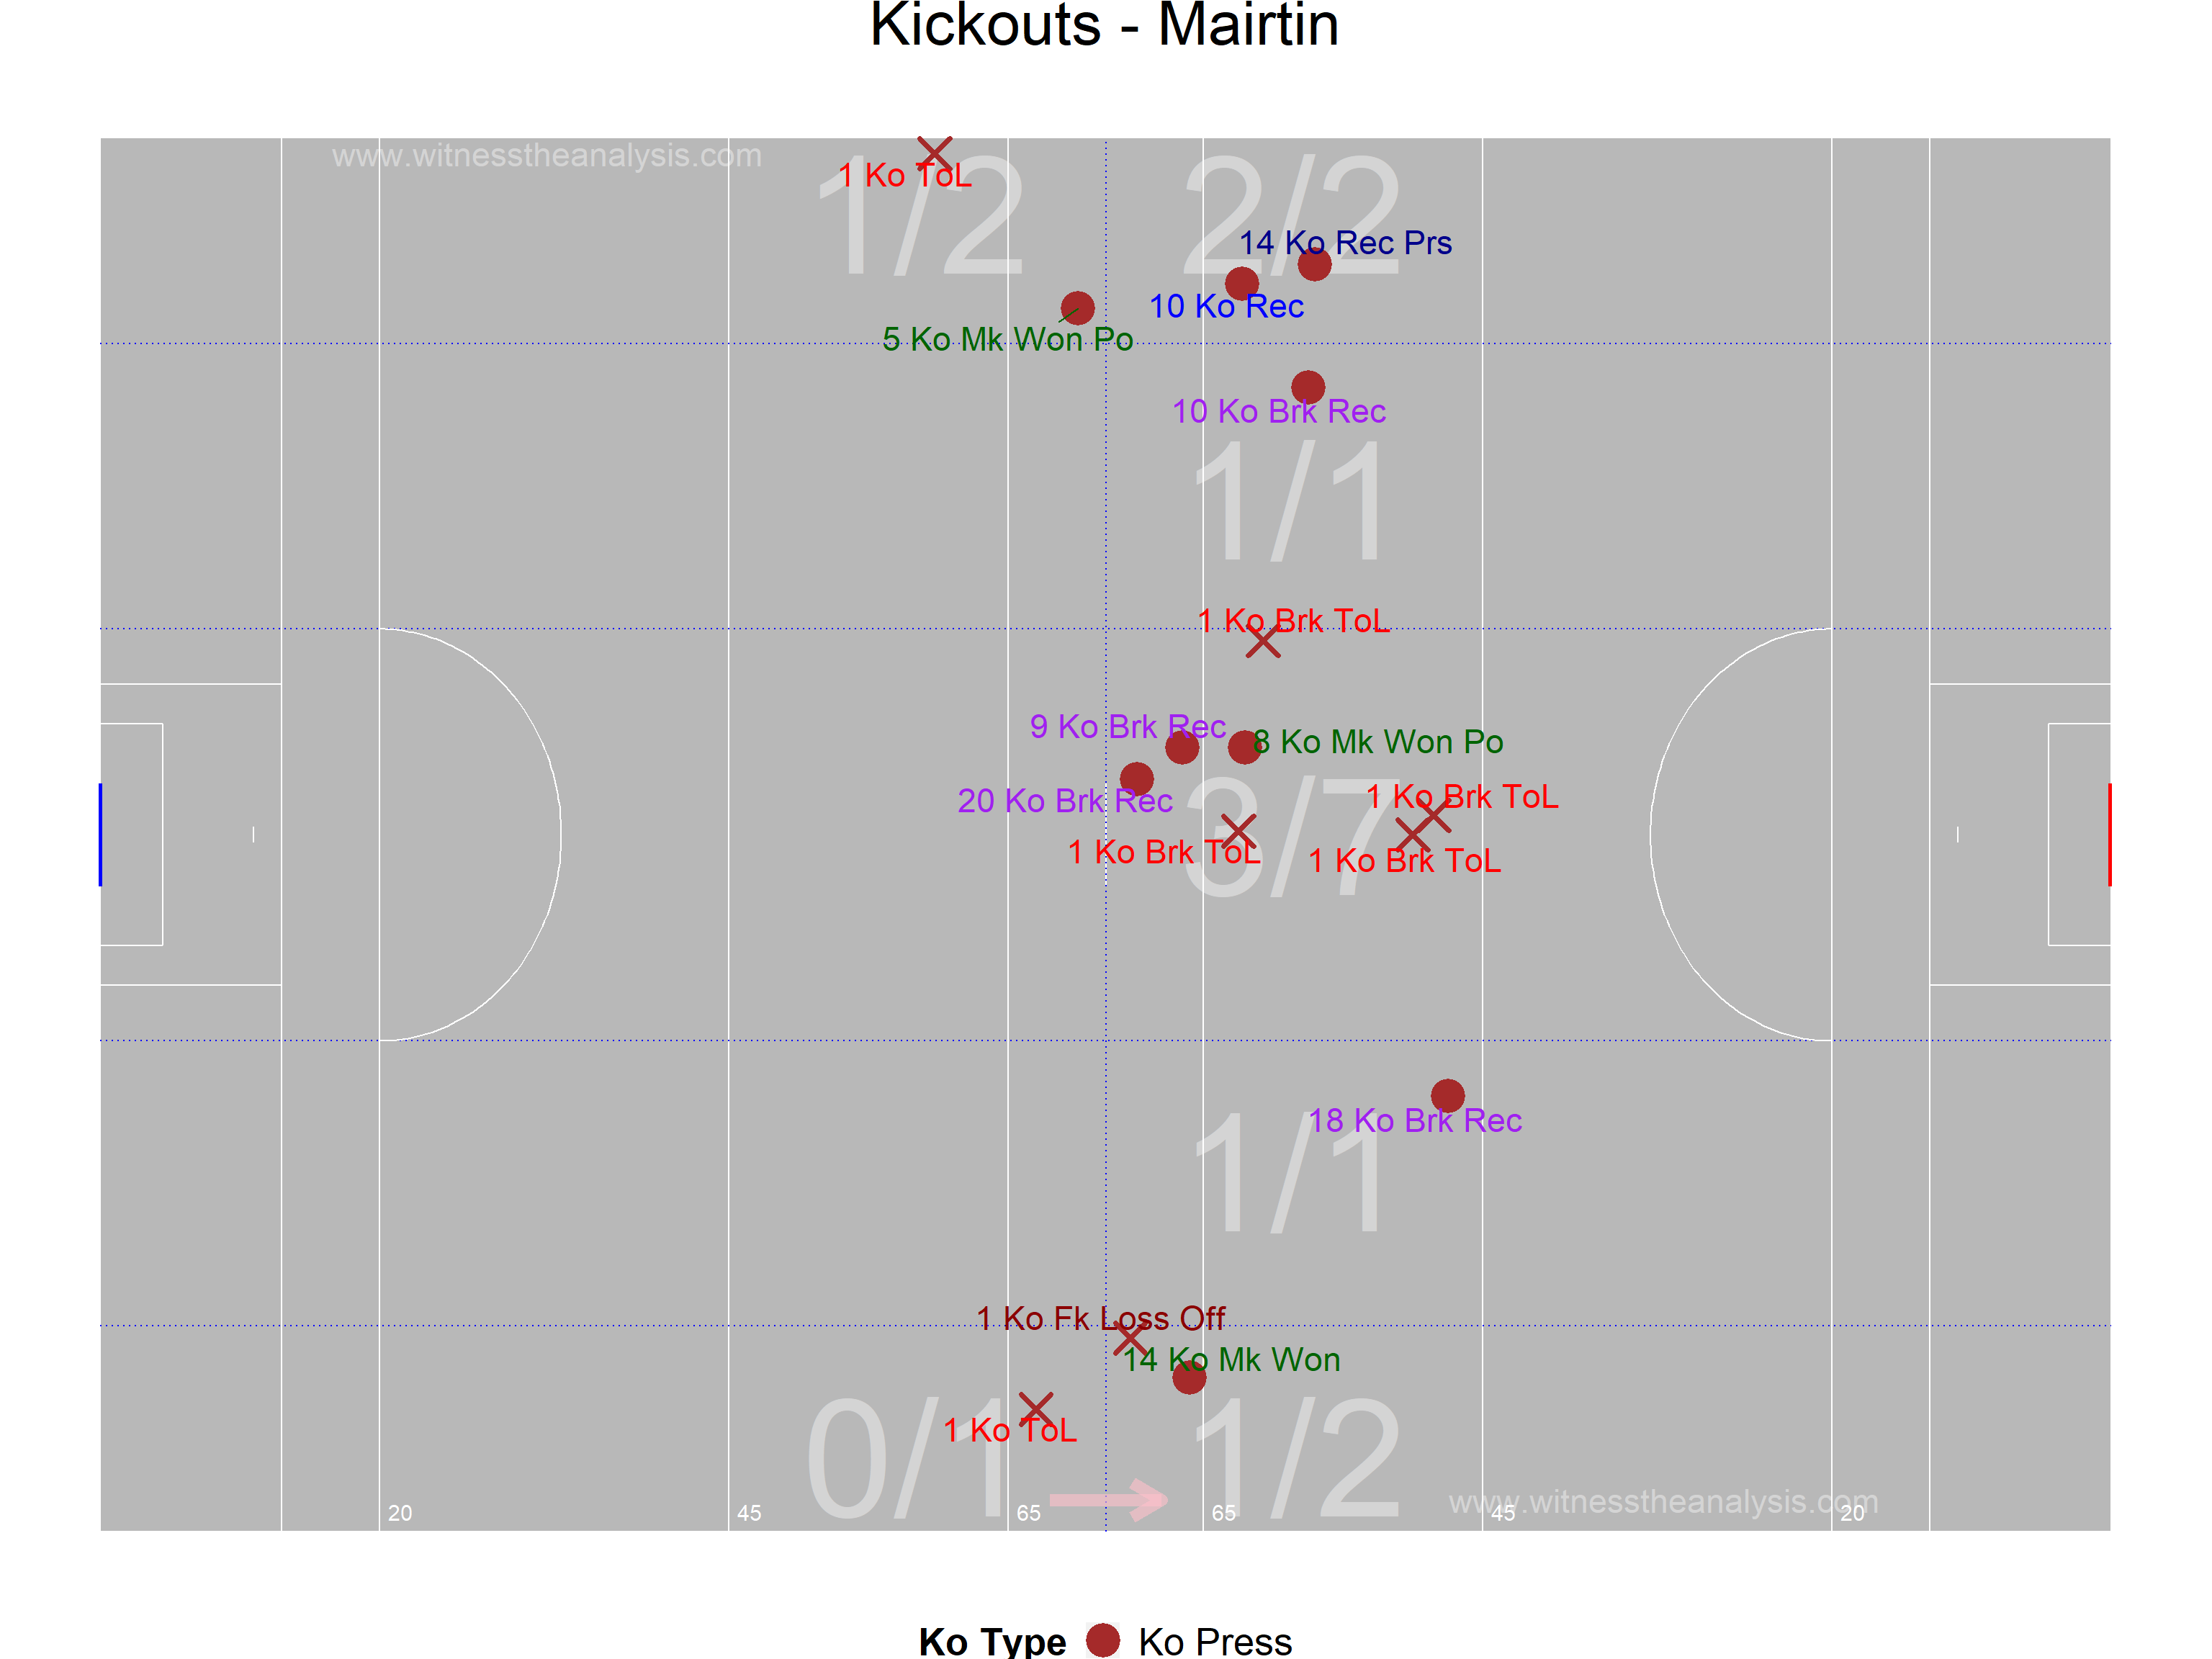 Kickouts - Mairtin
www.witnesstheanalysis.com
1 Ko ToL
1/2
2/2
14 Ko Rec Prs
10 Ko Rec
5 Ko Mk Won Po
10 Ko Brk Rec
1/1
1 Ko Brk ToL
9 Ko Brk Rec
8 Ko Mk Won Po
20 Ko Brk Rec
3/7
1 Ko Brk ToL
1 Ko Brk ToL
1 Ko Brk ToL
18 Ko Brk Rec
1/1
1 Ko Fk Loss Off
14 Ko Mk Won
0/1
1 Ko ToL
1/2
www.witnesstheanalysis.com
20 45 65 65 45 20
Ko Type Ko Press